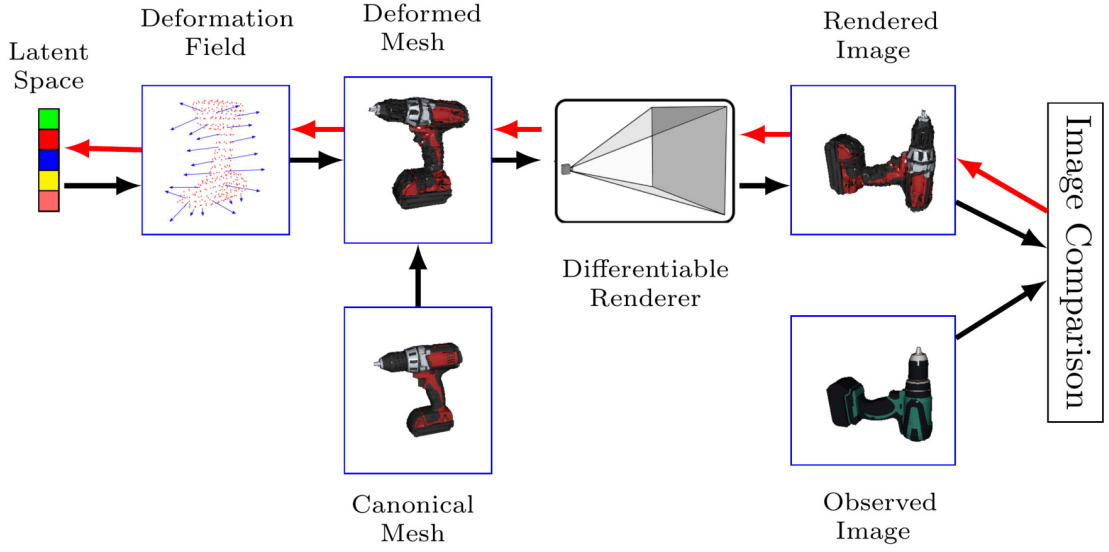 Latent
Space
Deformation
Field
Deformed
Mesh
Rendered
Image
Image Comparison
Differentiable
Renderer
Canonical
Mesh
Observed
Image